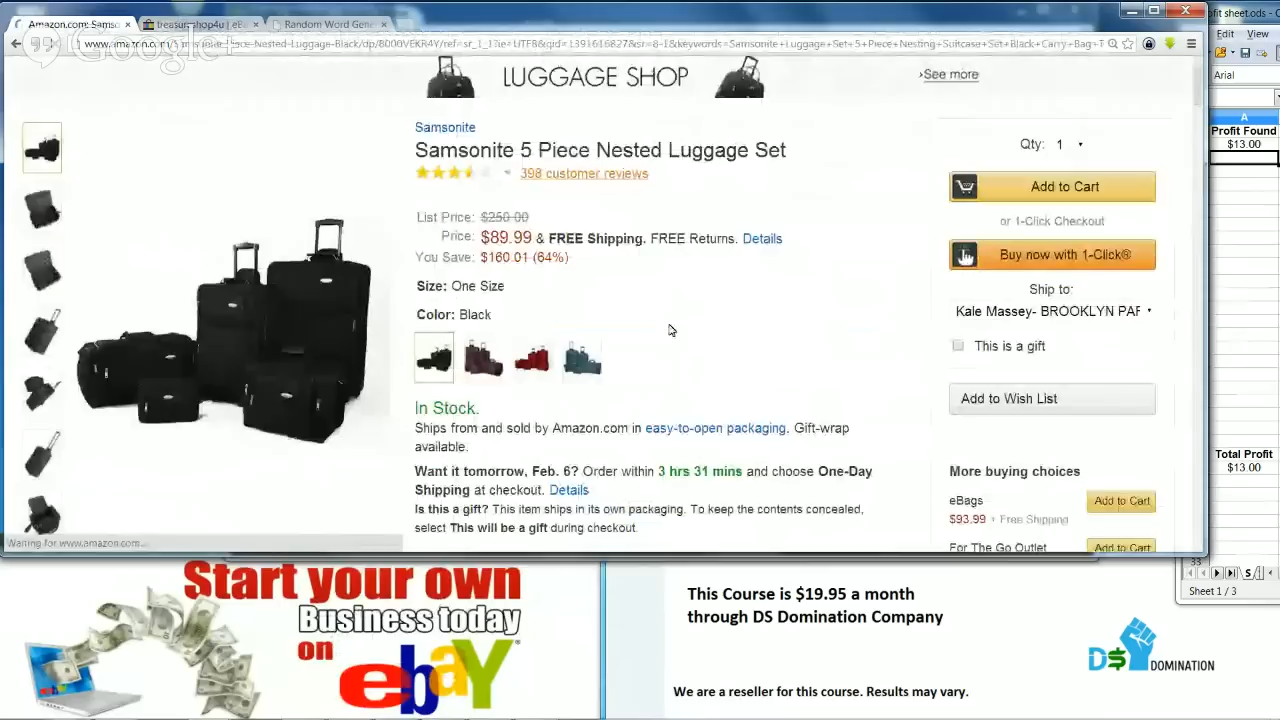 Amazon.com: Samso
treasureshop4u | eBa
Random Word Gene
ofit sheet.ods - O
Google
Edit View
Arial
LUGGAGE SHOP
›See more
A
Profit Found
$13.00
Samsonite
Samsonite 5 Piece Nested Luggage Set
398 customer reviews
Qty: 1
Add to Cart
List Price: $250.00
Price: $89.99 & FREE Shipping. FREE Returns. Details
You Save: $160.01 (64%)
or 1-Click Checkout
Buy now with 1-Click®
Size: One Size
Ship to:
Kale Massey- BROOKLYN PAR
Color: Black
This is a gift
Add to Wish List
In Stock.
Ships from and sold by Amazon.com in easy-to-open packaging. Gift-wrap
available.
Want it tomorrow, Feb. 6? Order within 3 hrs 31 mins and choose One-Day
Shipping at checkout. Details
Is this a gift? This item ships in its own packaging. To keep the contents concealed,
select This will be a gift during checkout.
More buying choices
eBags
$93.99 + Free Shipping
Add to Cart
For The Go Outlet
Add to Cart
Total Profit
$13.00
Waiting for www.amazon.com...
33
Sheet 1 / 3
Start your own
Business today
on
ebay
This Course is $19.95 a month
through DS Domination Company
D$ DOMINATION
We are a reseller for this course. Results may vary.